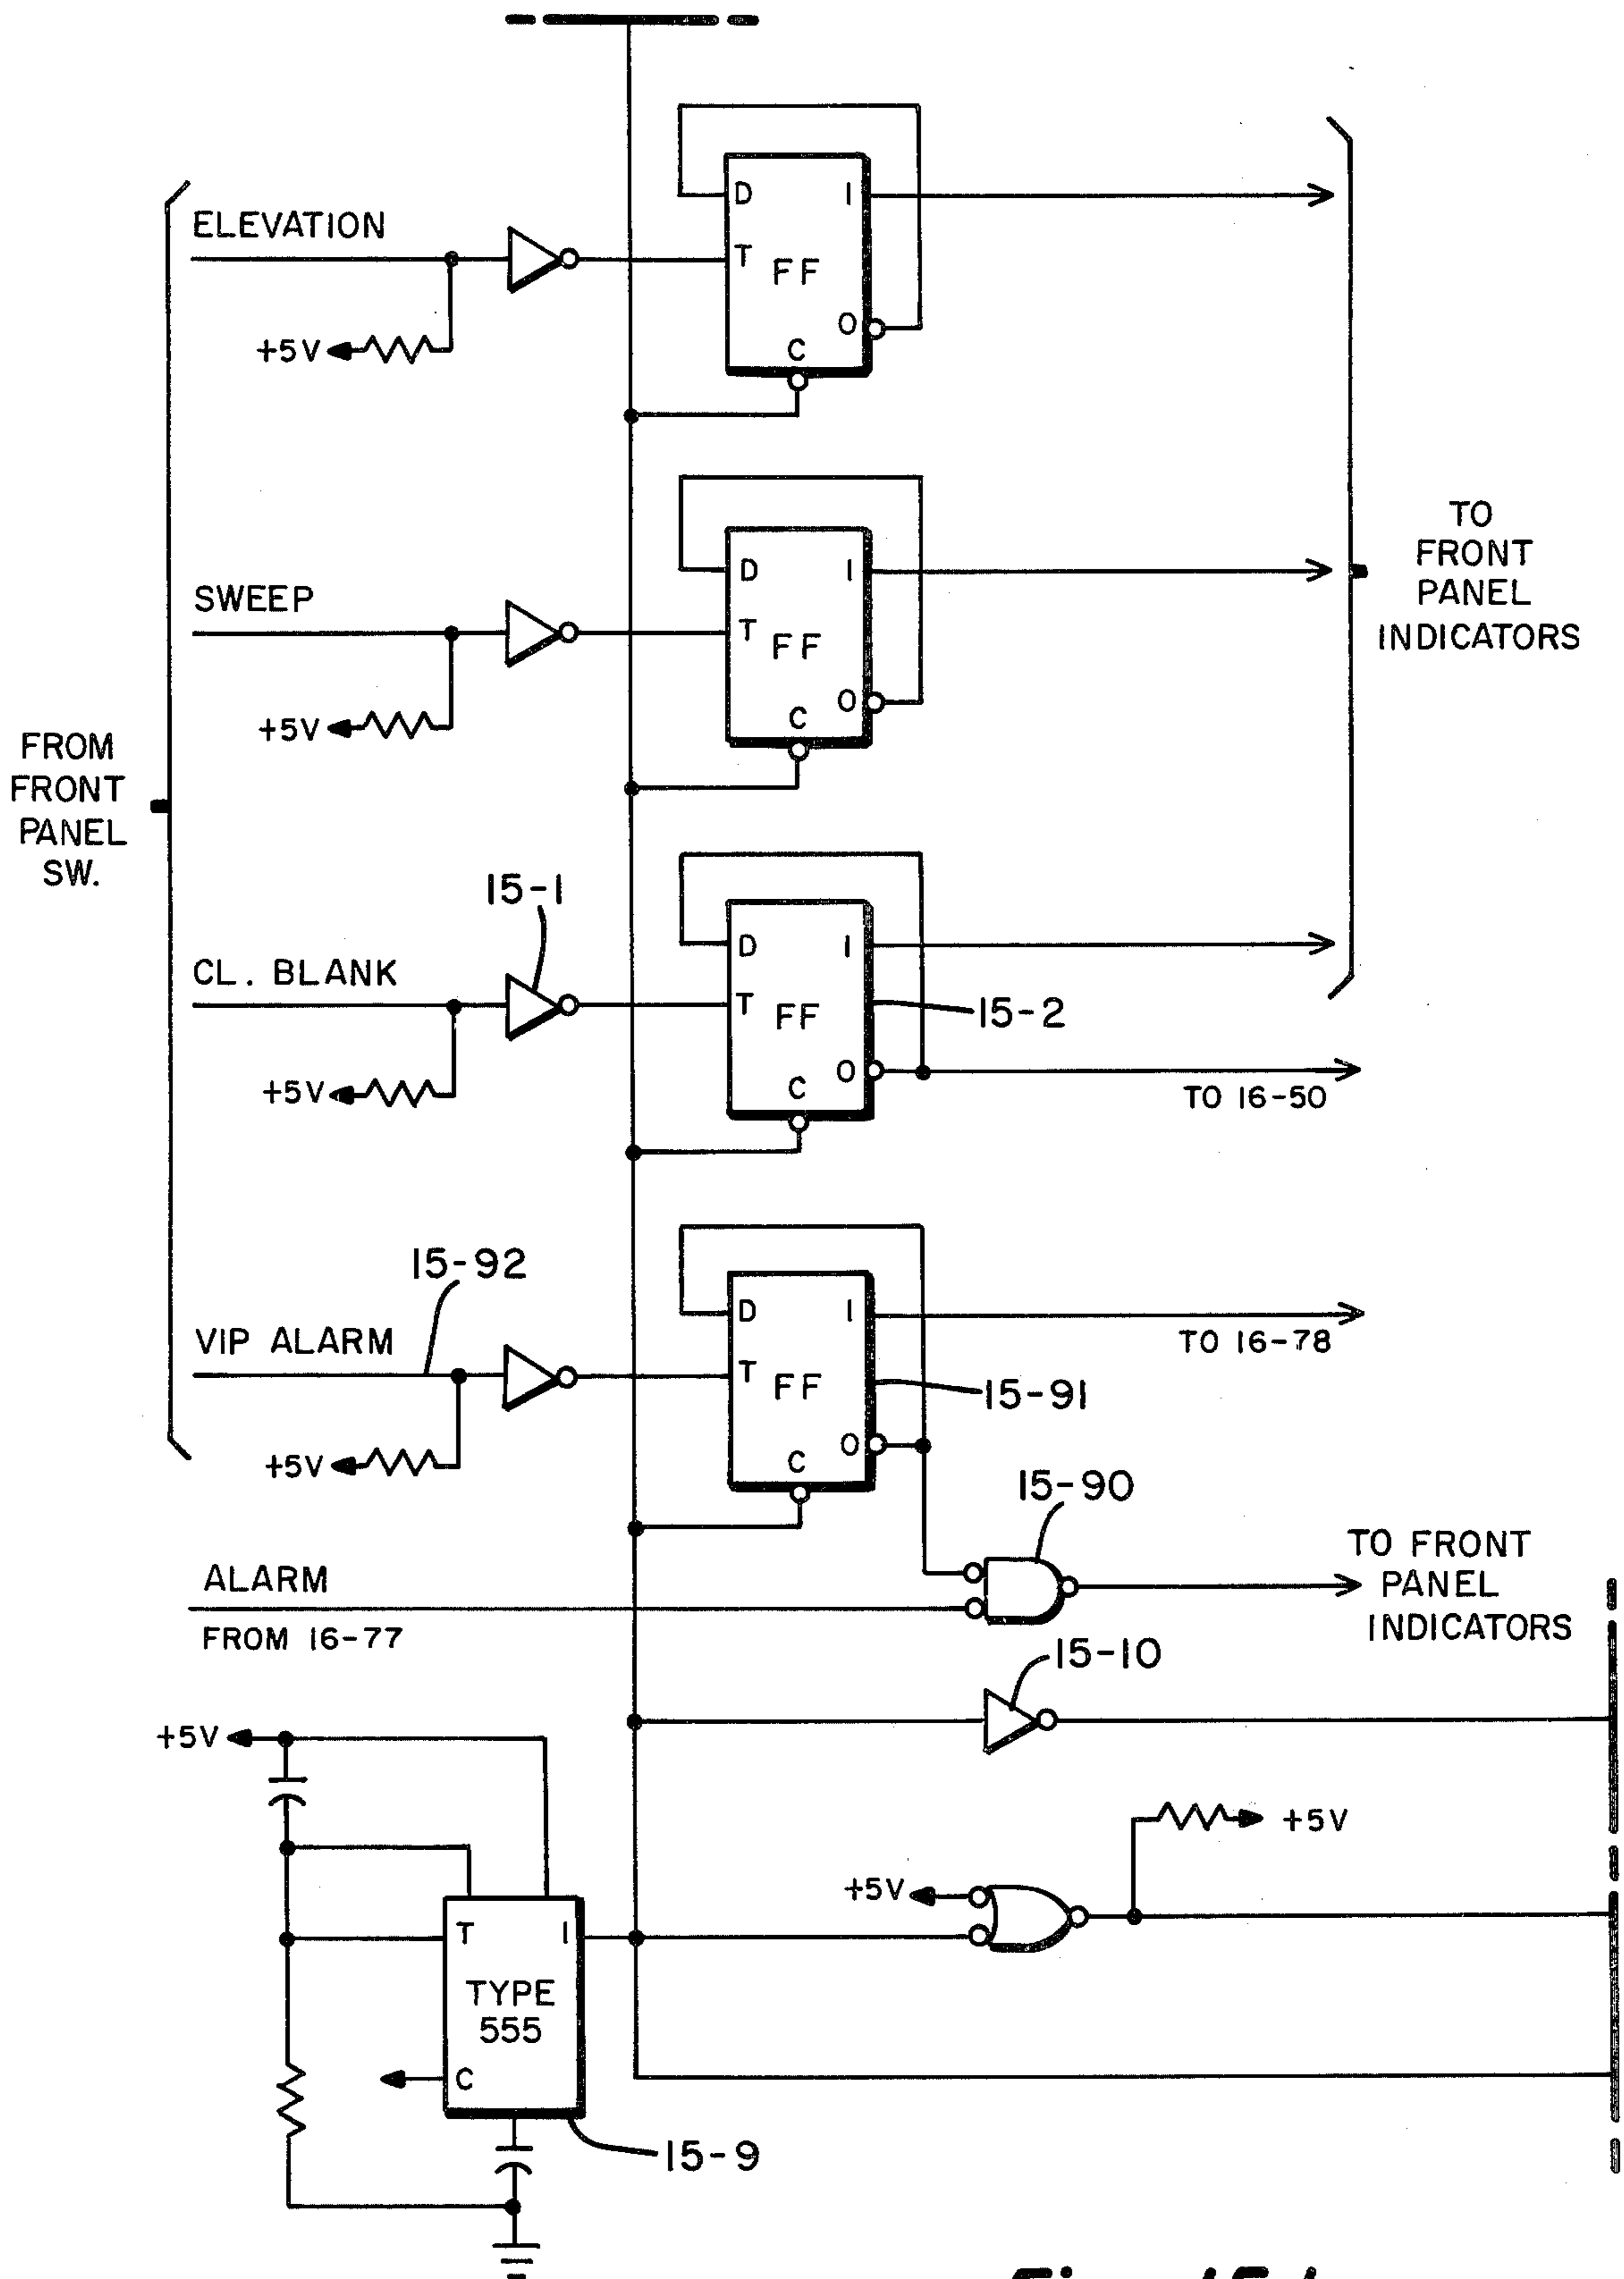 ELEVATION
+5V
D
I
T
FF
O
C
SWEEP
+5V
D
I
T
FF
O
C
TO
FRONT
PANEL
INDICATORS
FROM
FRONT
PANEL
SW.
15-1
CL. BLANK
+5V
D
I
T
FF
O
C
15-2
TO 16-50
15-92
VIP ALARM
+5V
D
I
T
FF
O
C
TO 16-78
15-91
15-90
ALARM
FROM 16-77
TO FRONT
PANEL
INDICATORS
15-10
+5V
+5V
+5V
T
I
TYPE
555
C
15-9